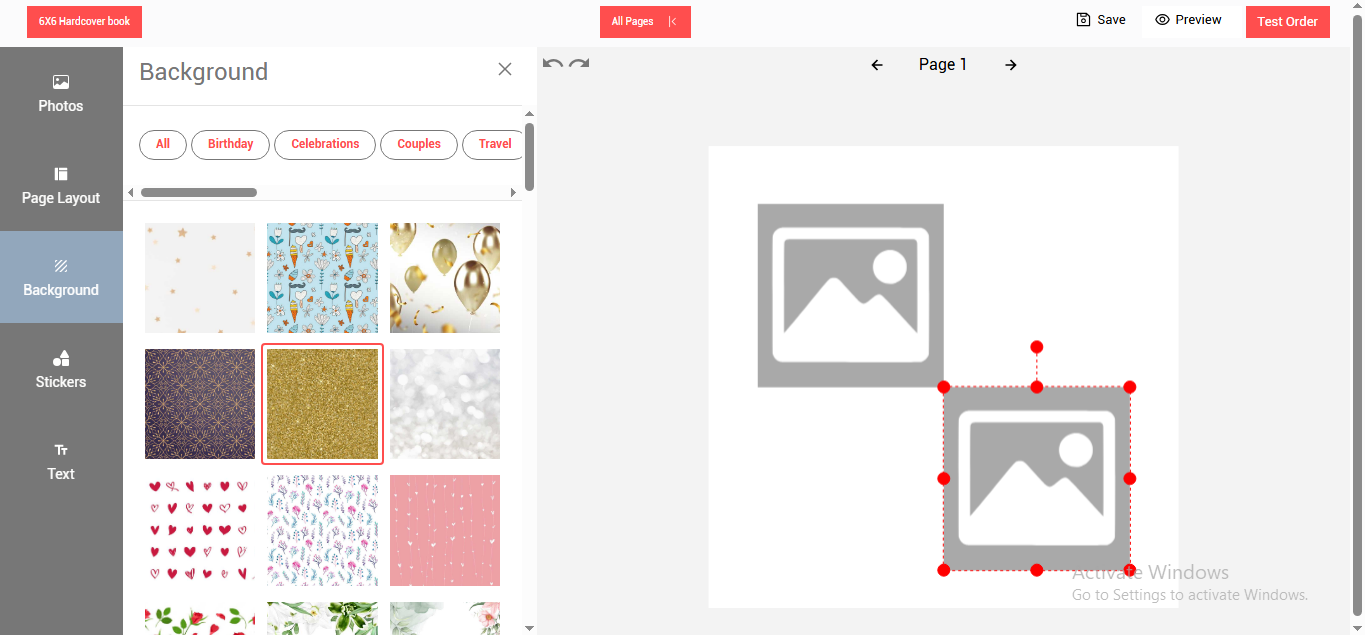 6X6 Hardcover book
All Pages
Save
Preview
Test Order
Photos
Page Layout
Background
Stickers
Text
Background
All
Birthday
Celebrations
Couples
Travel
Page 1
Activate Windows
Go to Settings to activate Windows.